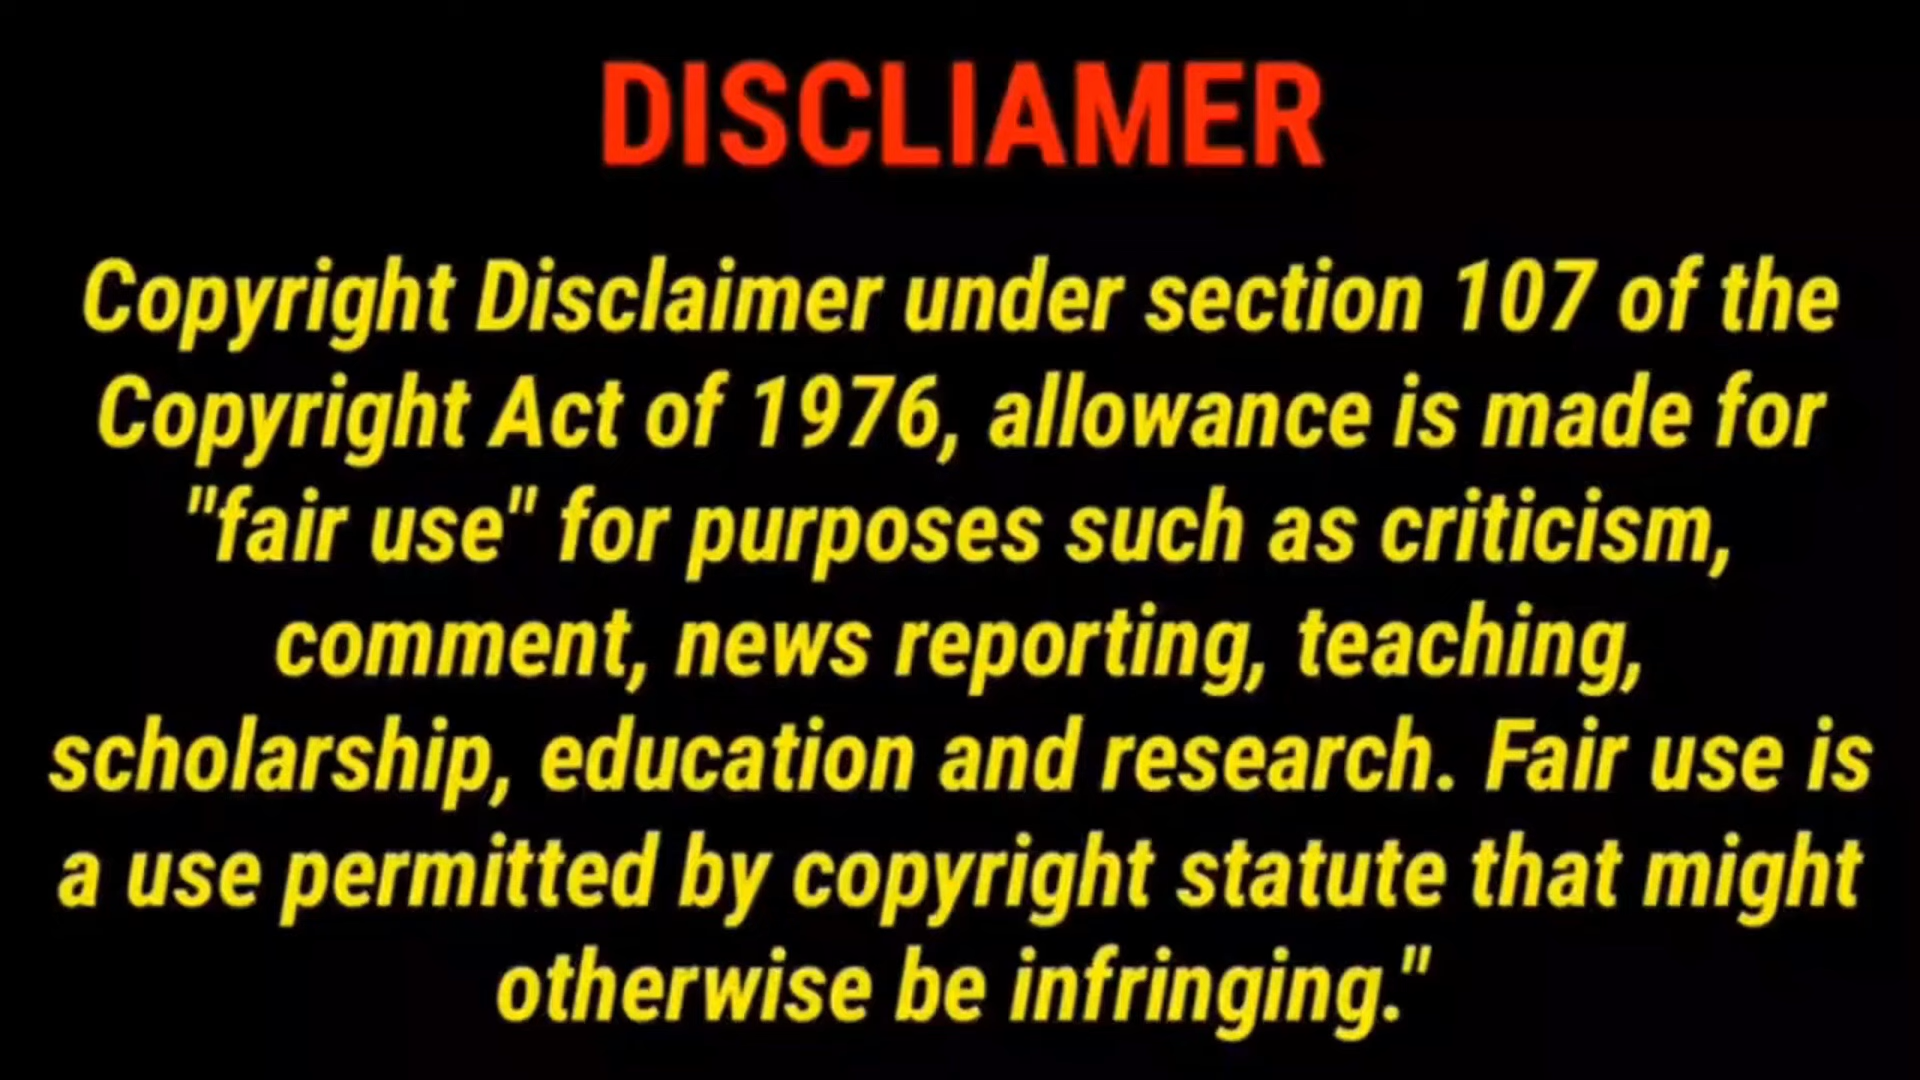 DISCLIAMER
Copyright Disclaimer under section 107 of the
Copyright Act of 1976, allowance is made for
"fair use" for purposes such as criticism,
comment, news reporting, teaching,
scholarship, education and research. Fair use is
a use permitted by copyright statute that might
otherwise be infringing."